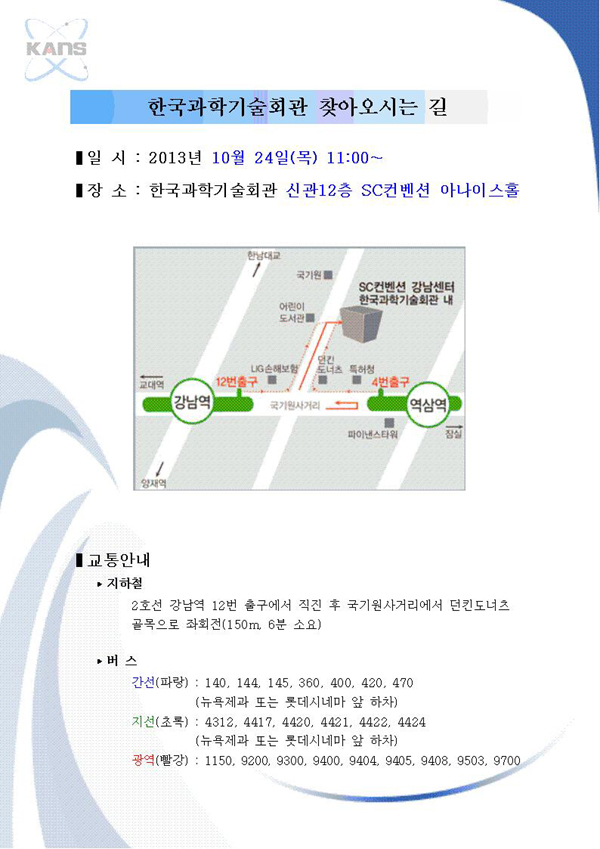 KANS
한국과학기술회관 찾아오시는 길
▮일 시 : 2013년 10월 24일(목) 11:00~
▮장 소 : 한국과학기술회관 신관12층 SC컨벤션 아나이스홀
한남대교
국기원
SC컨벤션 강남센터
한국과학기술회관 내
어린이
도서관
LIG손해보험
던킨
도너츠
특허청
교대역
12번출구
4번출구
강남역
국기원사거리
역삼역
파이낸스타워
잠실
양재역
▮교통안내
▸지하철
2호선 강남역 12번 출구에서 직진 후 국기원사거리에서 던킨도너츠
골목으로 좌회전(150m, 6분 소요)
▸버 스
간선(파랑) : 140, 144, 145, 360, 400, 420, 470
(뉴욕제과 또는 롯데시네마 앞 하차)
지선(초록) : 4312, 4417, 4420, 4421, 4422, 4424
(뉴욕제과 또는 롯데시네마 앞 하차)
광역(빨강) : 1150, 9200, 9300, 9400, 9404, 9405, 9408, 9503, 9700